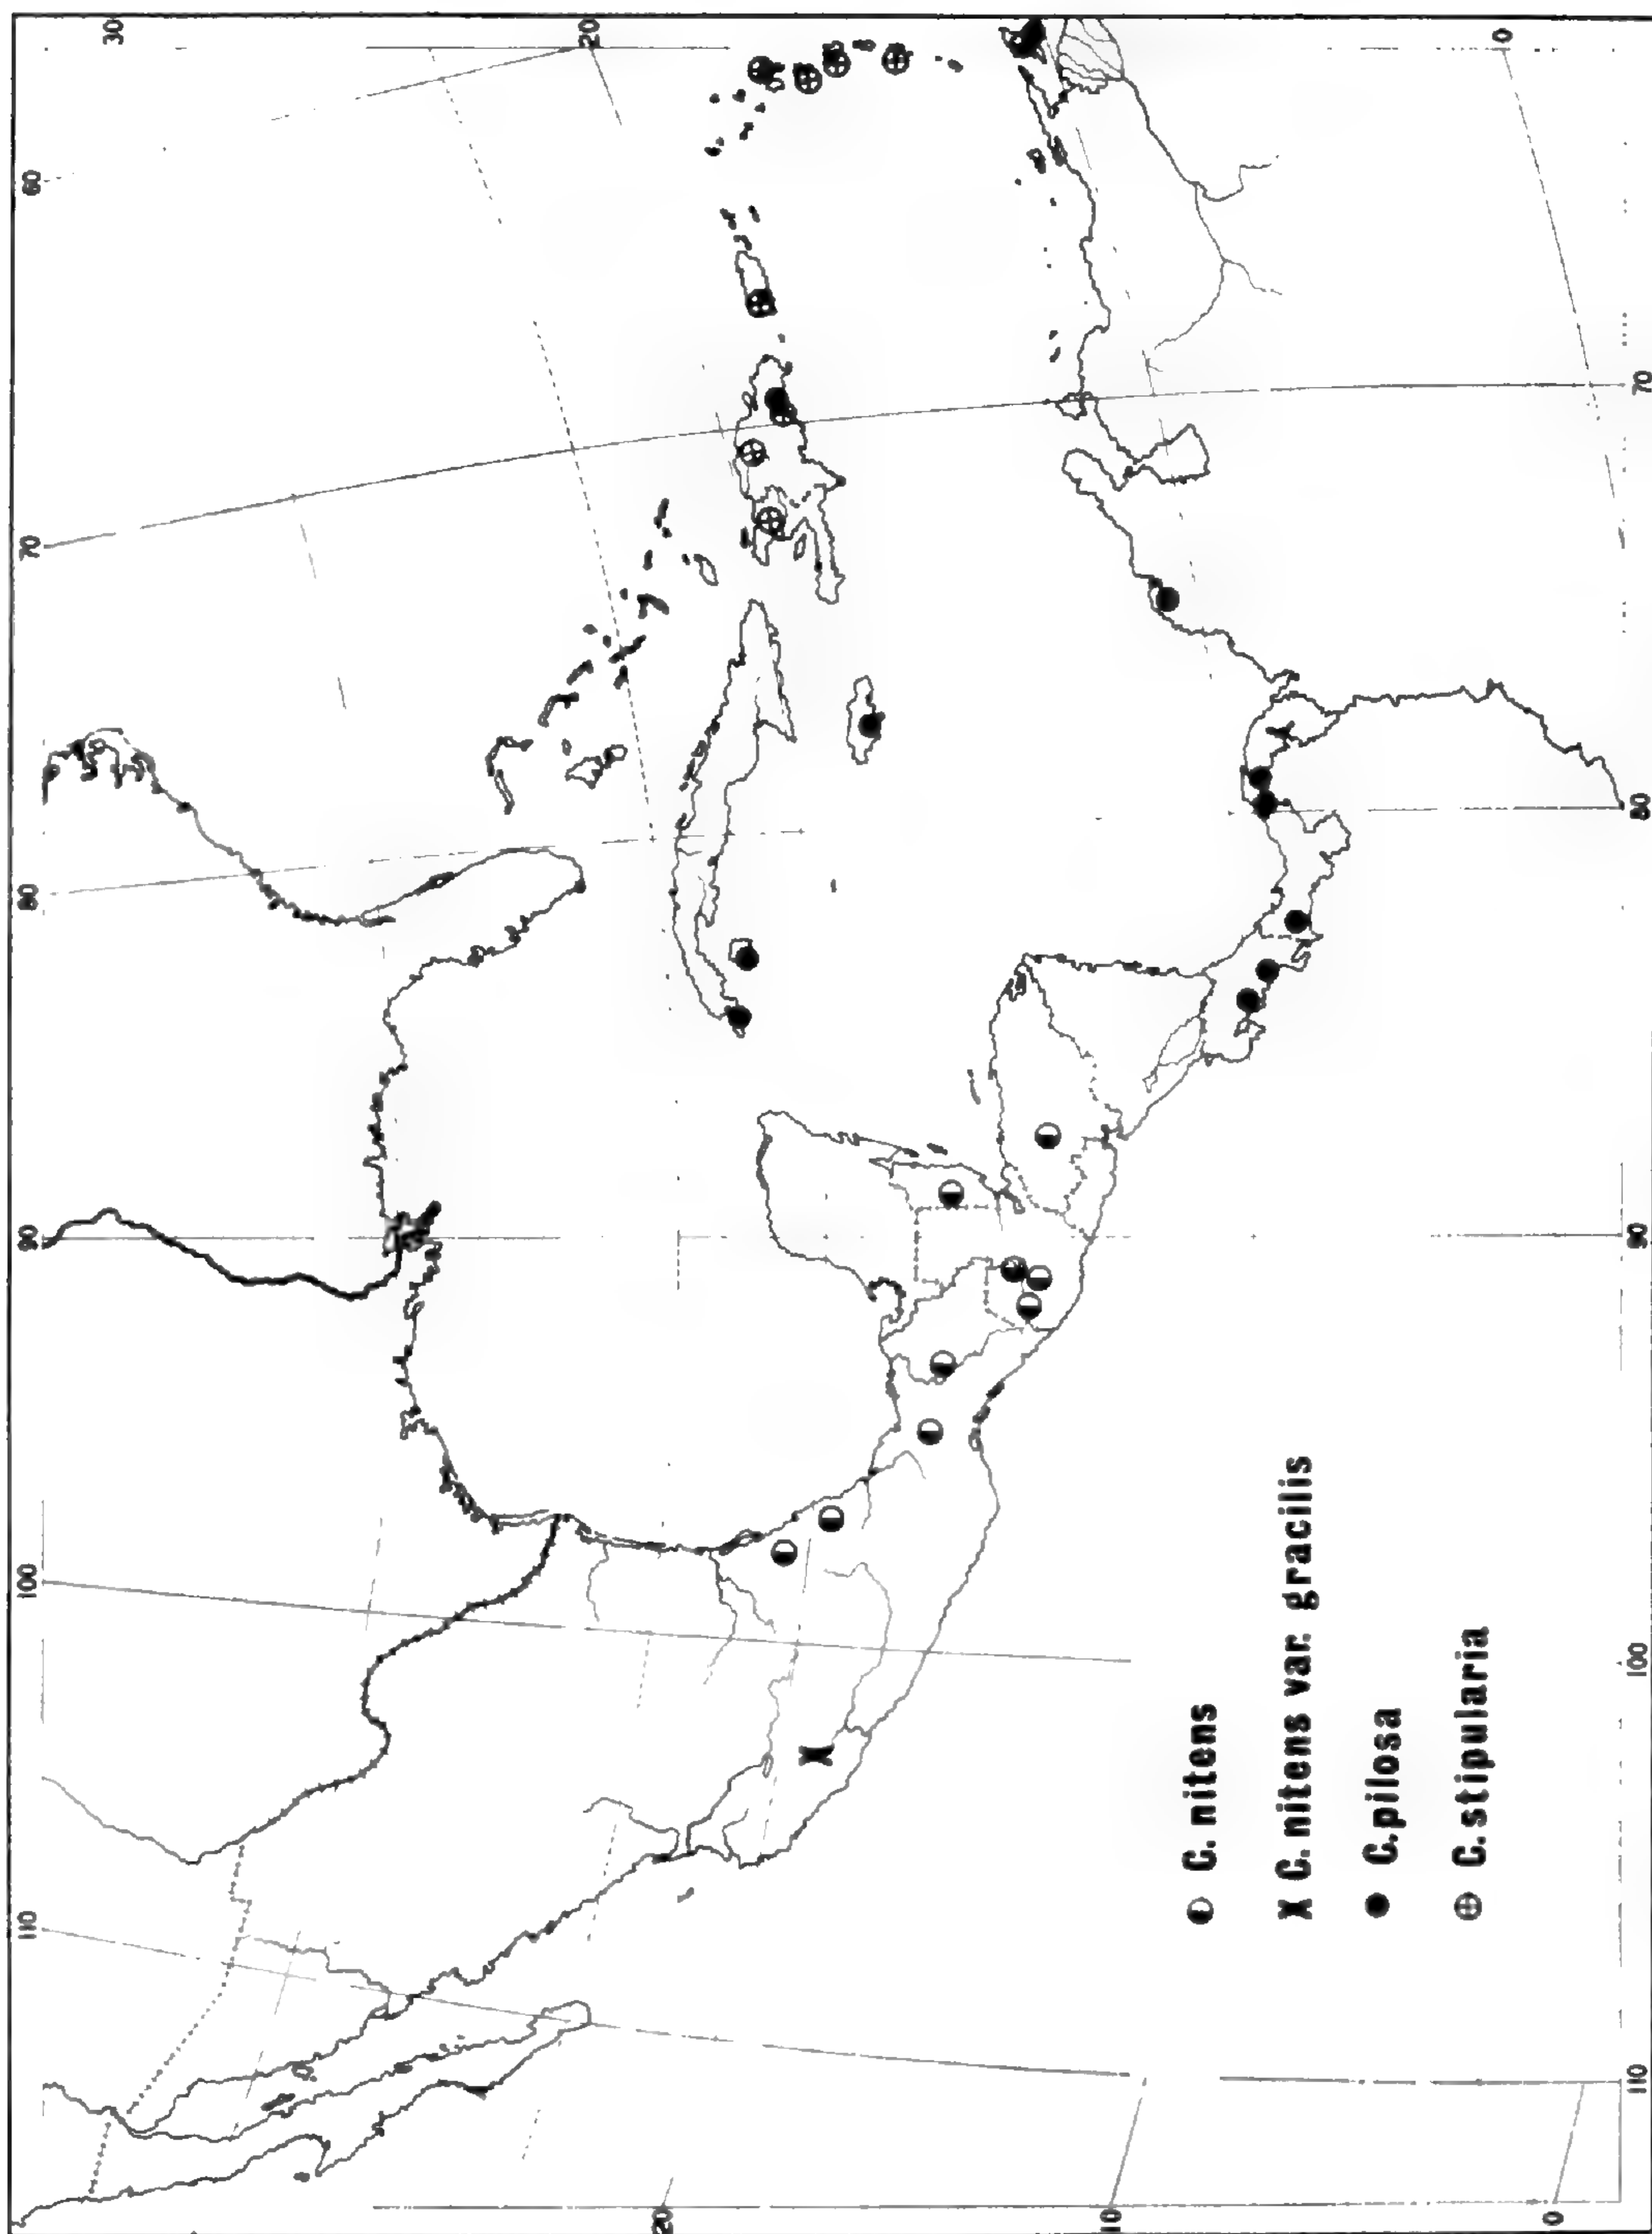 110 100 90 80 70 60
30
20
20
10
C. nitens
C. nitens var. gracilis
C. pilosa
C. stipularia
0
0
110 100 90 80 70